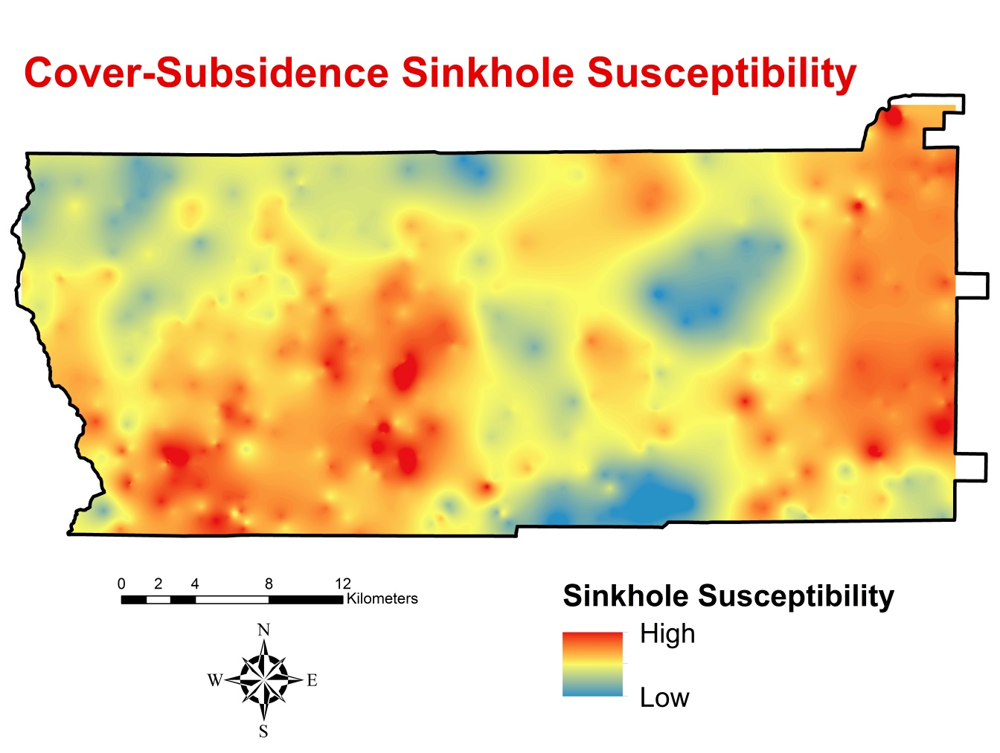 Cover-Subsidence Sinkhole Susceptibility
0 2 4 8 12
Kilometers
N
W E
S
Sinkhole Susceptibility
High
Low